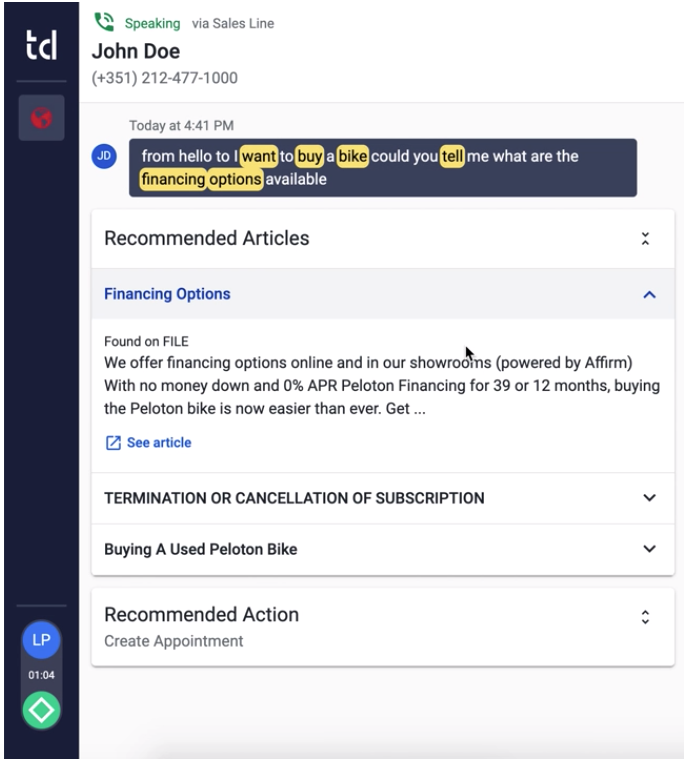 td
Speaking via Sales Line
John Doe
(+351) 212-477-1000
Today at 4:41 PM
JD
from hello to I want to buy a bike could you tell me what are the
financing options available
Recommended Articles
Financing Options
Found on FILE
We offer financing options online and in our showrooms (powered by Affirm)
With no money down and 0% APR Peloton Financing for 39 or 12 months, buying
the Peloton bike is now easier than ever. Get ...
See article
TERMINATION OR CANCELLATION OF SUBSCRIPTION
Buying A Used Peloton Bike
Recommended Action
Create Appointment
LP
01:04